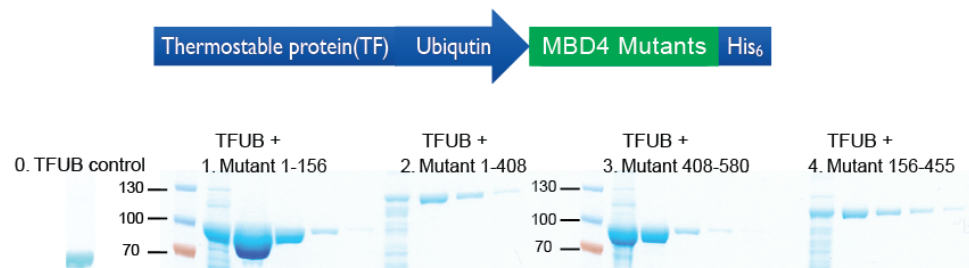 Thermostable protein(TF) Ubiqutin MBD4 Mutants His₆
0. TFUB control
TFUB +
1. Mutant 1-156
TFUB +
2. Mutant 1-408
TFUB +
3. Mutant 408-580
TFUB +
4. Mutant 156-455
130
100
70
130
100
70